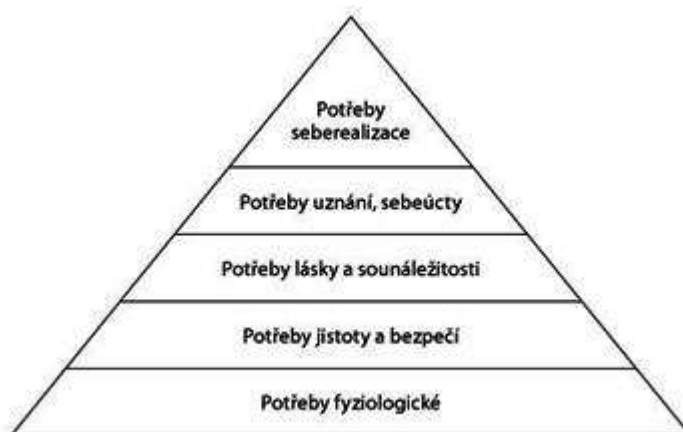 Potřeby
seberealizace
Potřeby uznání, sebeúcty
Potřeby lásky a sounáležitosti
Potřeby jistoty a bezpečí
Potřeby fyziologické